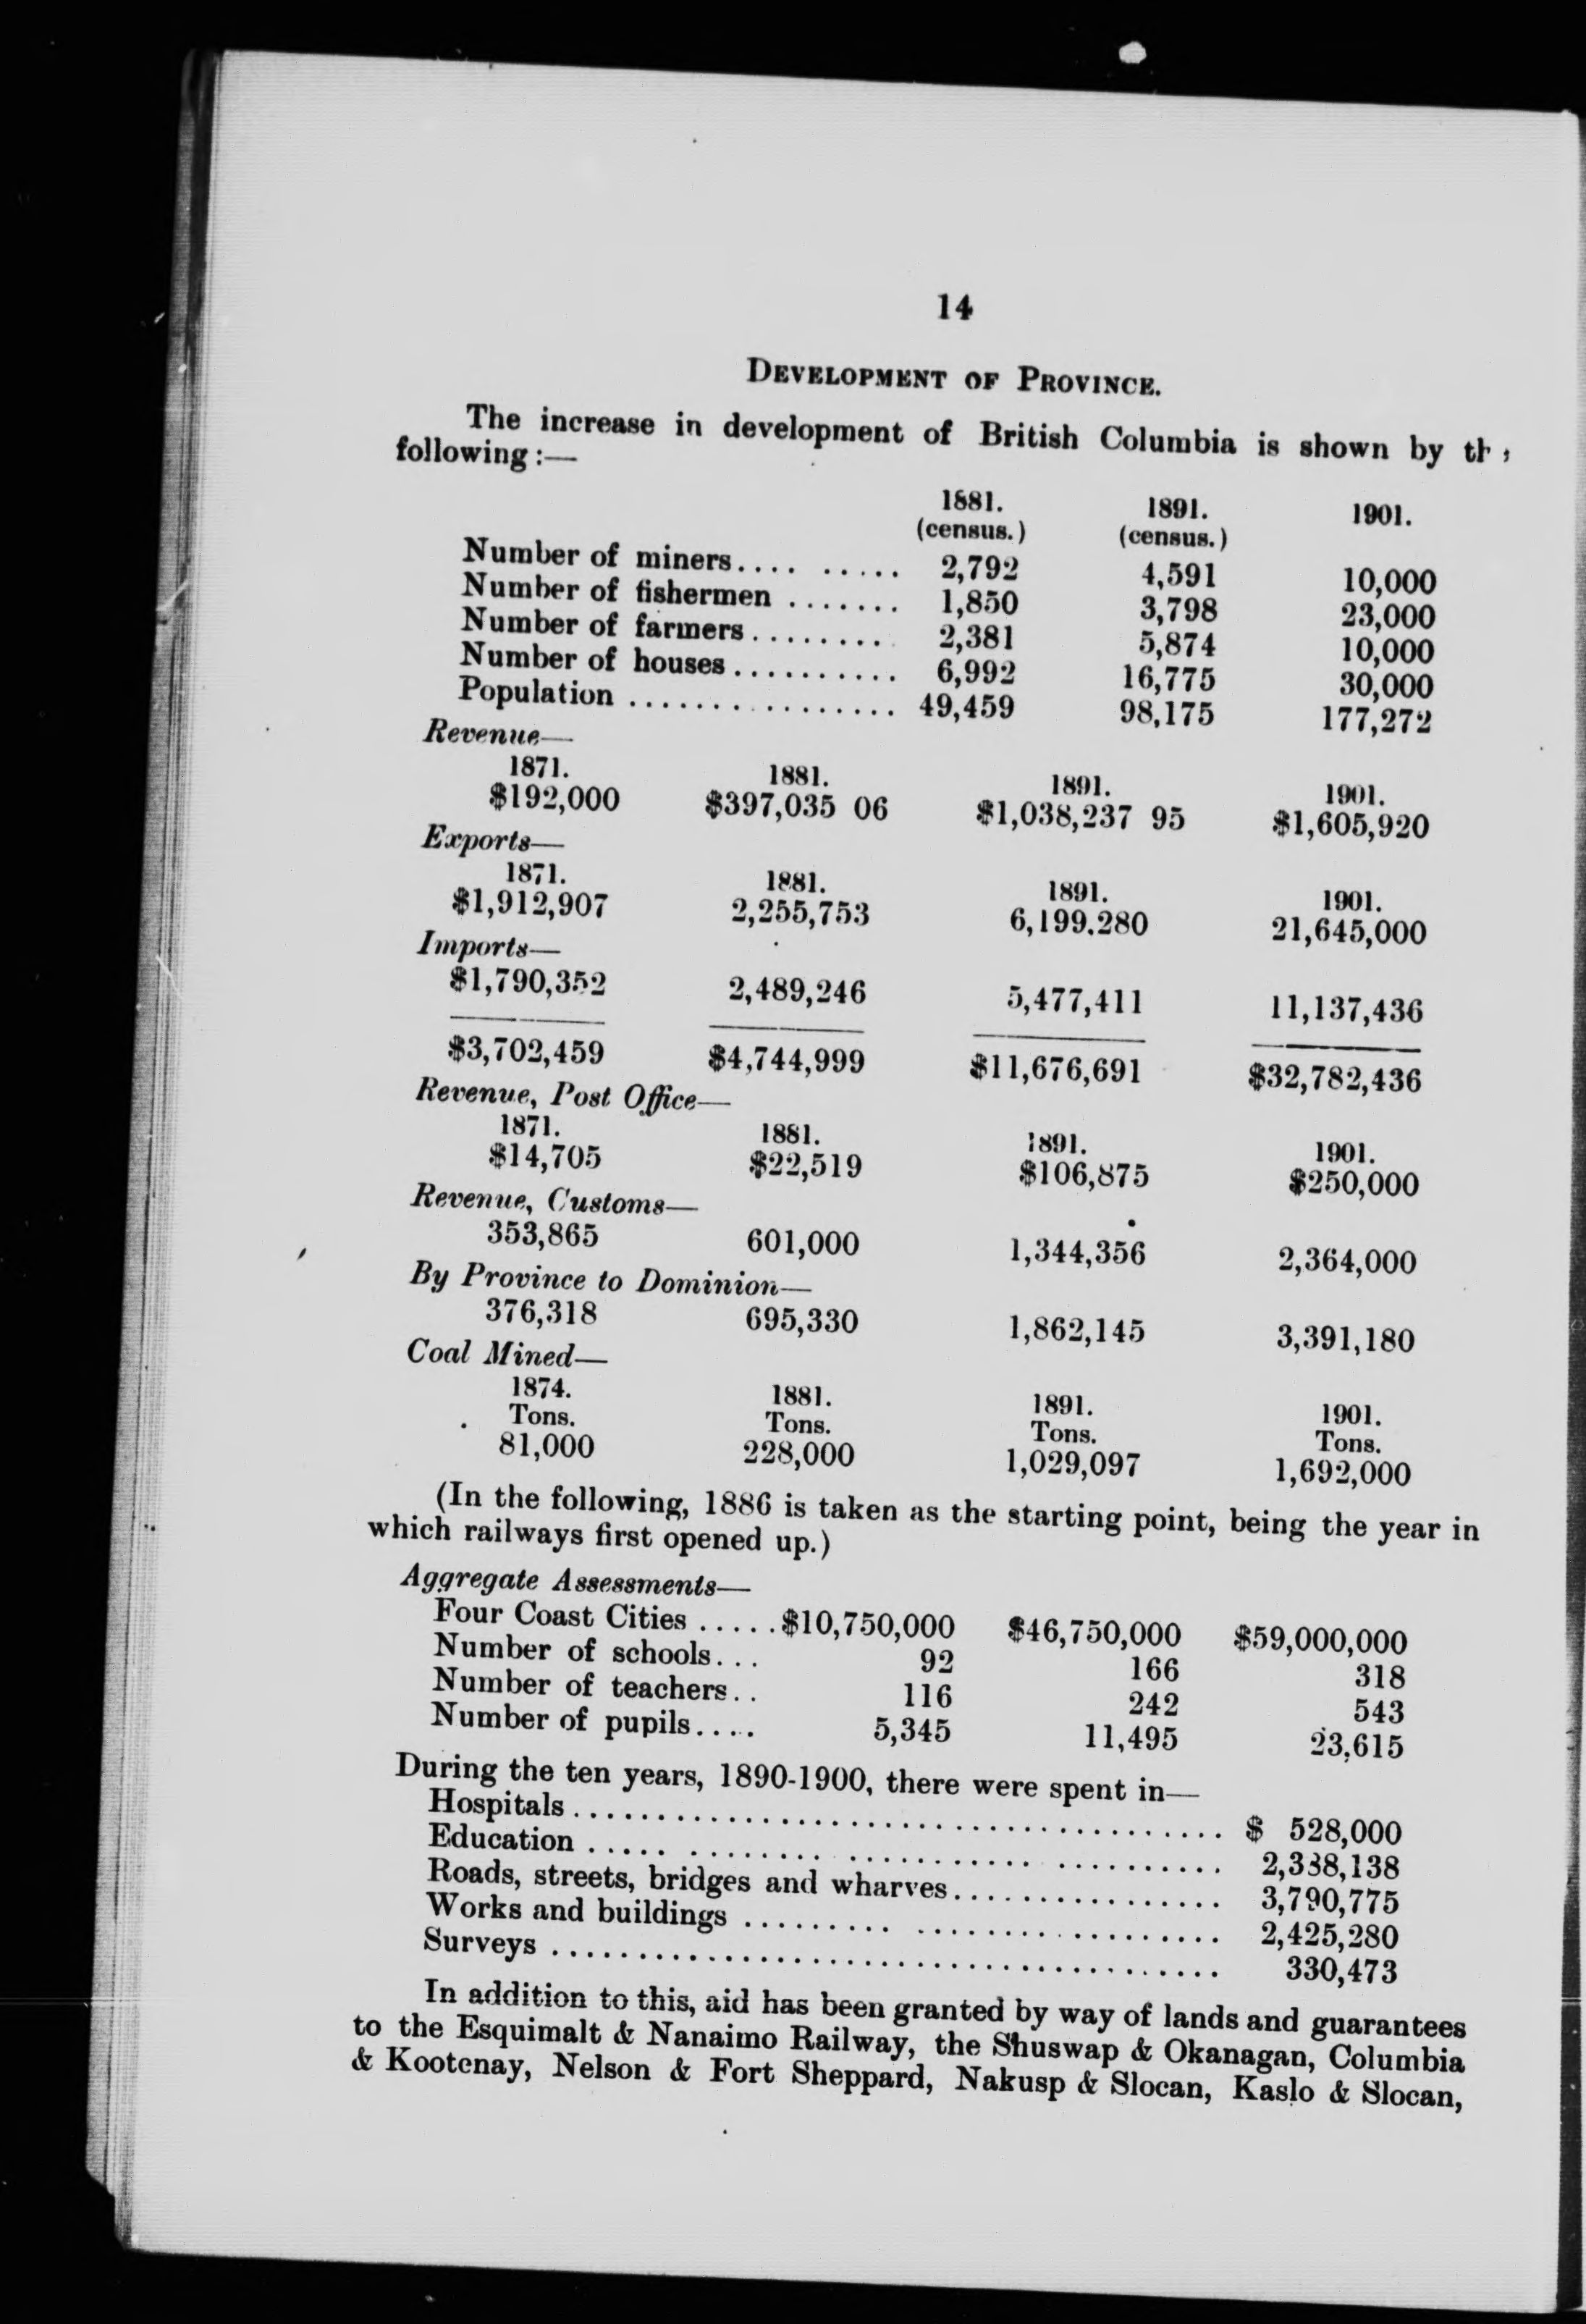 14
DEVELOPMENT OF PROVINCE.
The increase in development of British Columbia is shown by
following:—
1881. 1891. 1901.
(census.) (census.)
Number of miners.... ..... 2,792 4,591 10,000
Number of fishermen ....... 1,850 3,798 23,000
Number of farmers........ 2,381 5,874 10,000
Number of houses.......... 6,992 16,775 30,000
Population ................ 49,459 98,175 177,272
Revenue—
1871. 1881. 1891. 1901.
$192,000 $397,035 06 $1,038,237 95 $1,605,920
Exports—
1871. 1881. 1891. 1901.
$1,912,907 2,255,753 6,199.280 21,645,000
Imports—
$1,790,352 2,489,246 5,477,411 11,137,436
$3,702,459 $4,744,999 $11,676,691 $32,782,436
Revenue, Post Office—
1871. 1881. 1891. 1901.
$14,705 $22,519 $106,875 $250,000
Revenue, Customs—
353,865 601,000 1,344,356 2,364,000
By Province to Dominion—
376,318 695,330 1,862,145 3,391,180
Coal Mined—
1874. 1881. 1891. 1901.
Tons. Tons. Tons. Tons.
81,000 228,000 1,029,097 1,692,000
(In the following, 1886 is taken as the starting point, being the year in
which railways first opened up.)
Aggregate Assessments—
Four Coast Cities .....$10,750,000 $46,750,000 $59,000,000
Number of schools... 92 166 318
Number of teachers.. 116 242 543
Number of pupils.... 5,345 11,495 23,615
During the ten years, 1890-1900, there were spent in—
Hospitals....................................... $ 528,000
Education ..................................... 2,338,138
Roads, streets, bridges and wharves................ 3,790,775
Works and buildings ............................ 2,425,280
Surveys ........................................ 330,473
In addition to this, aid has been granted by way of lands and guarantees
to the Esquimalt & Nanaimo Railway, the Shuswap & Okanagan, Columbia
& Kootenay, Nelson & Fort Sheppard, Nakusp & Slocan, Kaslo & Slocan,